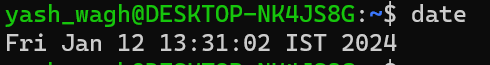 yash_wagh@DESKTOP-NK4JS8G:~$ date
Fri Jan 12 13:31:02 IST 2024